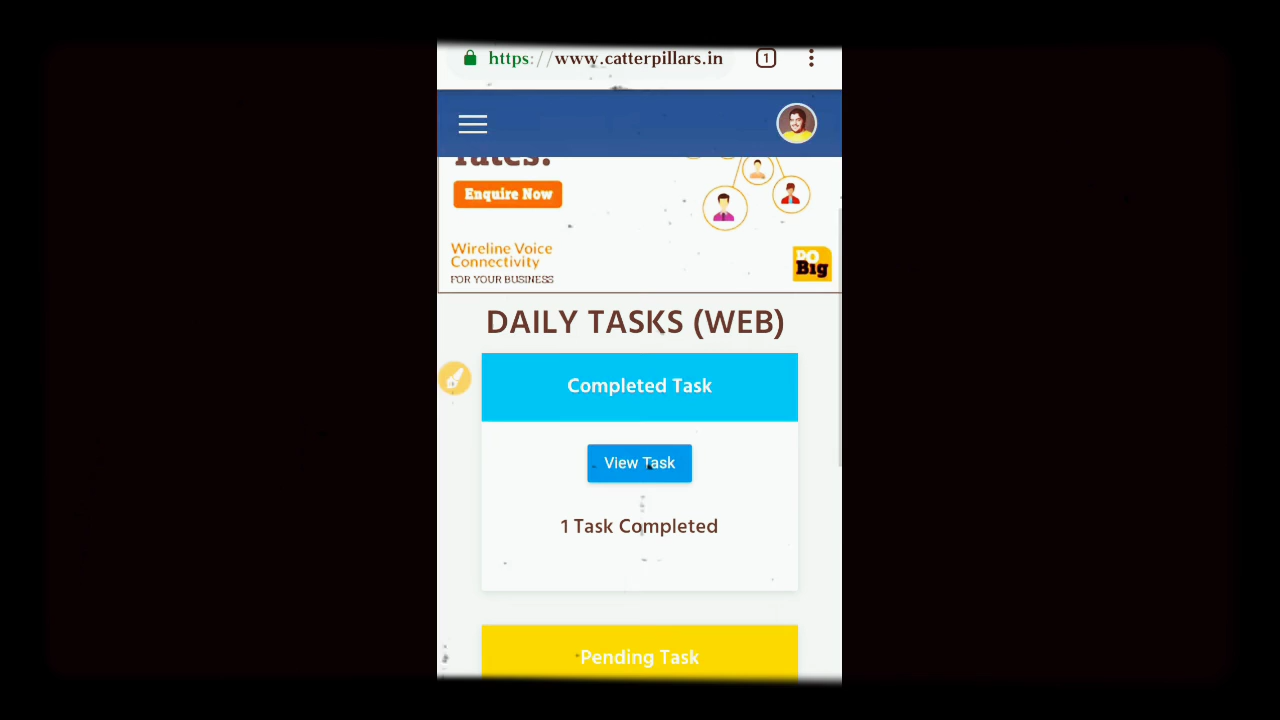 https://www.catterpillars.in
1
rates!
Enquire Now
Wireline Voice
Connectivity
FOR YOUR BUSINESS
DO
Big
DAILY TASKS (WEB)
Completed Task
View Task
1 Task Completed
Pending Task